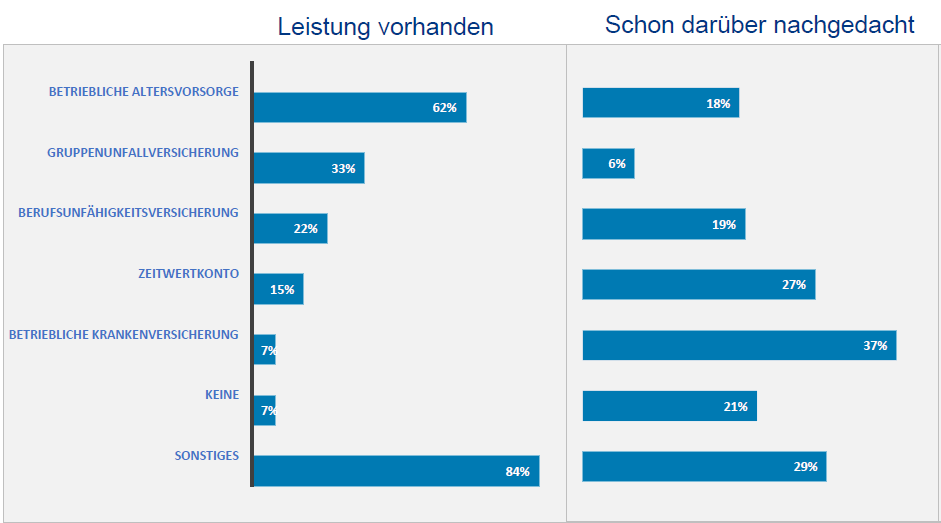 Leistung vorhanden
Schon darüber nachgedacht
BETRIEBLICHE ALTERSVORSORGE 62% 18%
GRUPPENUNFALLVERSICHERUNG 33% 6%
BERUFSUNFÄHIGKEITSVERSICHERUNG 22% 19%
ZEITWERTKONTO 15% 27%
BETRIEBLICHE KRANKENVERSICHERUNG 7% 37%
KEINE 7% 21%
SONSTIGES 84% 29%